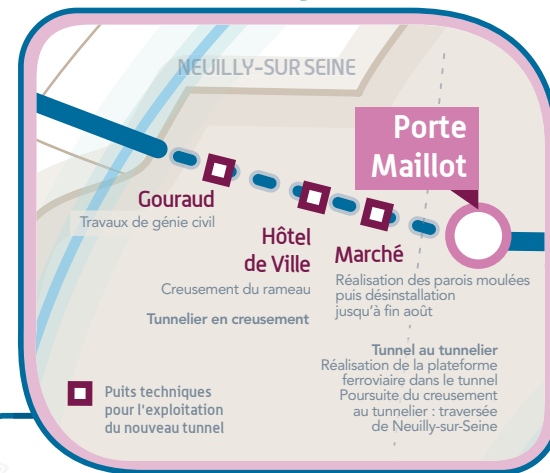 NEUILLY-SUR SEINE
Porte
Maillot
Gouraud
Travaux de génie civil
Hôtel
de Ville
Creusement du rameau
Tunnelier en creusement
Marché
Réalisation des parois moulées
puis désinstallation
jusqu'à fin août
Tunnel au tunnelier
Réalisation de la plateforme
ferroviaire dans le tunnel
Poursuite du creusement
au tunnelier : traversée
de Neuilly-sur-Seine
Puits techniques
pour l'exploitation
du nouveau tunnel